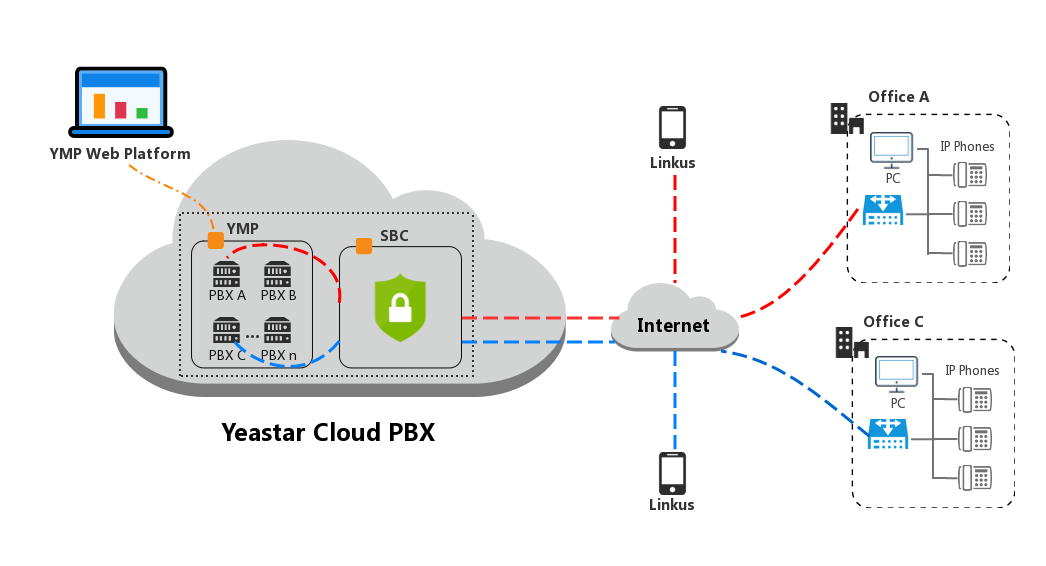 YMP Web Platform
YMP
SBC
PBX A
PBX B
PBX C
...
PBX n
Yeastar Cloud PBX
Linkus
Internet
Linkus
Office A
IP Phones
PC
Office C
IP Phones
PC